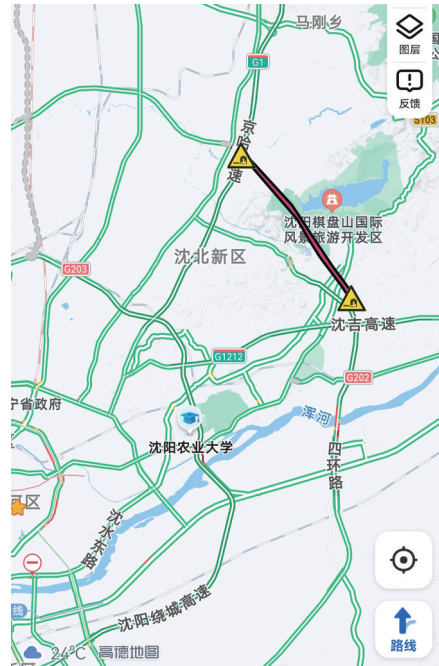 马刚乡
图层
G1
反馈
S103
京哈
速
沈阳棋盘山国际
风景旅游开发区
沈北新区
G203
沈吉高速
G1212
G202
宁省政府
浑河
沈阳农业大学
四环路
区
沈水东路
线
沈阳绕城高速
路线
24°C 高德地图